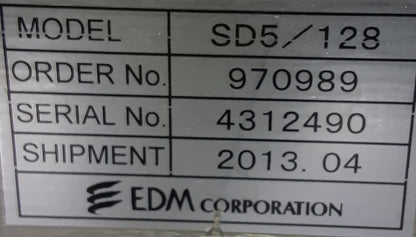 MODEL SD5/128
ORDER No. 970989
SERIAL No. 4312490
SHIPMENT 2013. 04
EDM CORPORATION